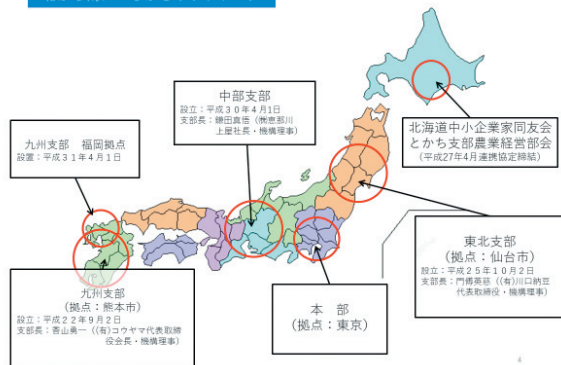 中部支部
設立：平成３０年４月１日
支部長：鎌田真悟（㈱恵那川
上屋社長・機構理事）
九州支部　福岡拠点
設置：平成３１年４月１日
北海道中小企業家同友会
とかち支部農業経営部会
（平成27年4月連携協定締結）
東北支部
（拠点：仙台市）
設立：平成２５年１０月２日
支部長：門傳英慈（(有)川口納豆
代表取締役・機構理事）
九州支部
（拠点：熊本市）
設立：平成２２年９月２日
支部長：香山勇一（(有)コウヤマ代表取締
役会長・機構理事）
本　部
（拠点：東京）
4